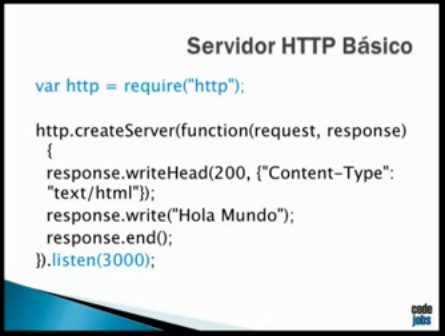 Servidor HTTP Básico
var http = require("http");
http.createServer(function(request, response)
{
response.writeHead(200, {"Content-Type":
"text/html"});
response.write("Hola Mundo");
response.end();
}).listen(3000);
code
jobs